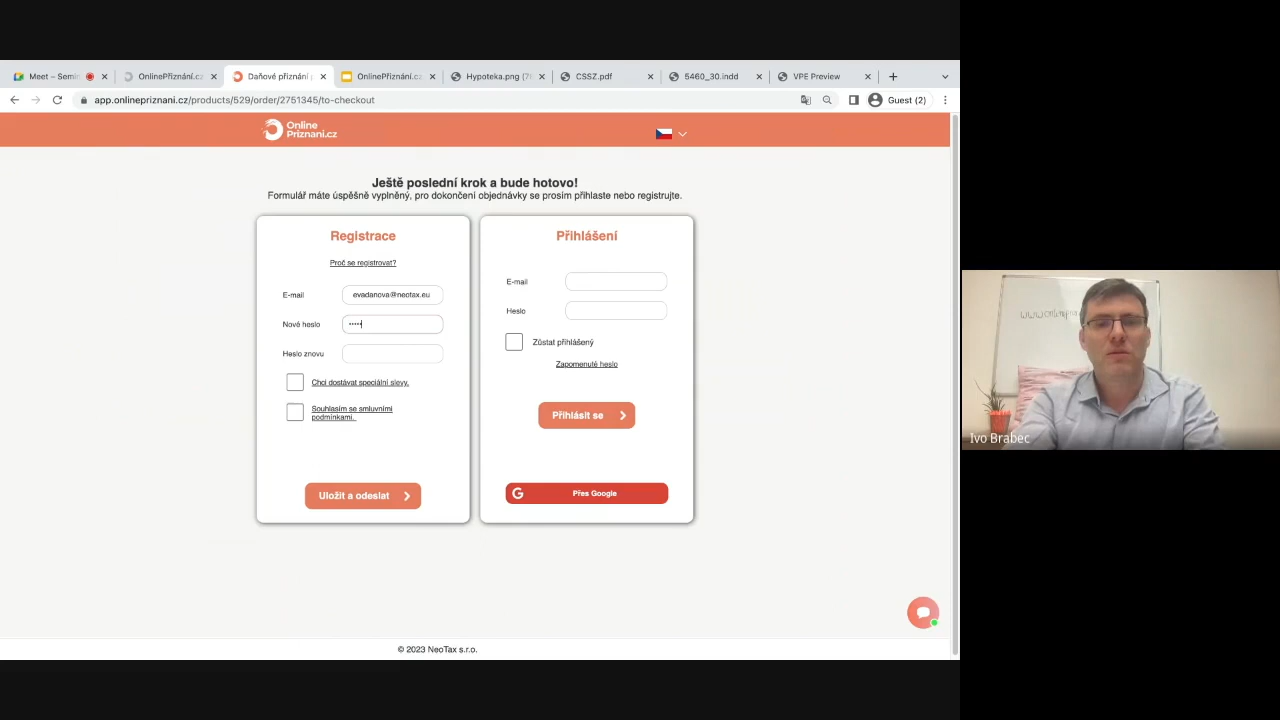 Meet – Semin
OnlinePřiznání.cz
Daňové přiznání p
OnlinePřiznání.cz
Hypoteka.png (7
CSSZ.pdf
5460_30.indd
VPE Preview
app.onlinepriznani.cz/products/529/order/2751345/to-checkout
Guest (2)
Online
Priznani.cz
Ještě poslední krok a bude hotovo!
Formulář máte úspěšně vyplněný, pro dokončení objednávky se prosím přihlaste nebo registrujte.
Registrace
Proč se registrovat?
E-mail
evadanova@neotax.eu
Nové heslo
•••••
Heslo znovu
Chci dostávat speciální slevy.
Souhlasím se smluvními
podmínkami.
Uložit a odeslat
Přihlášení
E-mail
Heslo
Zůstat přihlášený
Zapomenuté heslo
Přihlásit se
Přes Google
© 2023 NeoTax s.r.o.
Ivo Brabec